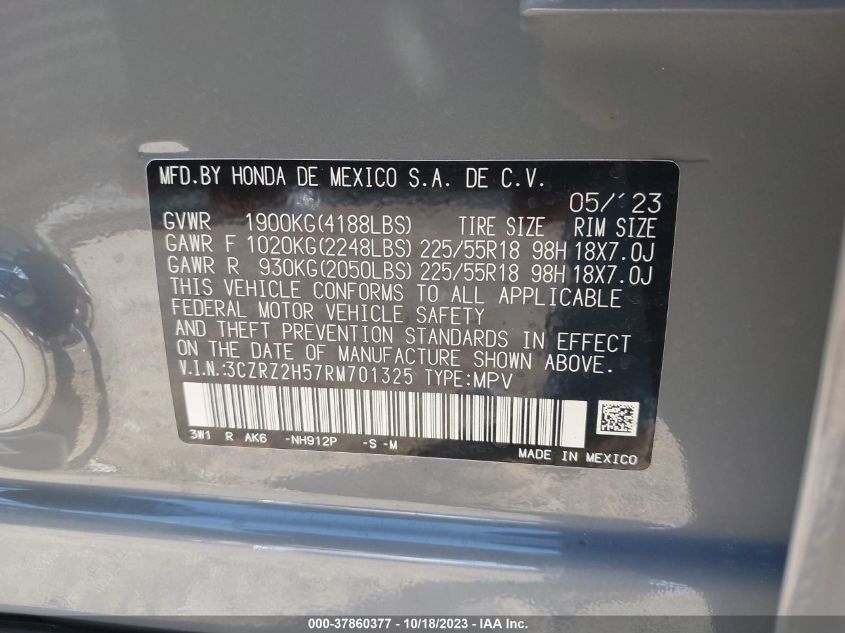 MFD.BY HONDA DE MEXICO S.A. DE C.V.
05/'23
GVWR 1900KG(4188LBS) TIRE SIZE RIM SIZE
GAWR F 1020KG(2248LBS) 225/55R18 98H 18X7.0J
GAWR R 930KG(2050LBS) 225/55R18 98H 18X7.0J
THIS VEHICLE CONFORMS TO ALL APPLICABLE
FEDERAL MOTOR VEHICLE SAFETY
AND THEFT PREVENTION STANDARDS IN EFFECT
ON THE DATE OF MANUFACTURE SHOWN ABOVE.
V.I.N.:3CZRZ2H57RM701325 TYPE:MPV
3W1 R AK6 -NH912P -S -M
MADE IN MEXICO
000-37860377 - 10/18/2023 - IAA Inc.